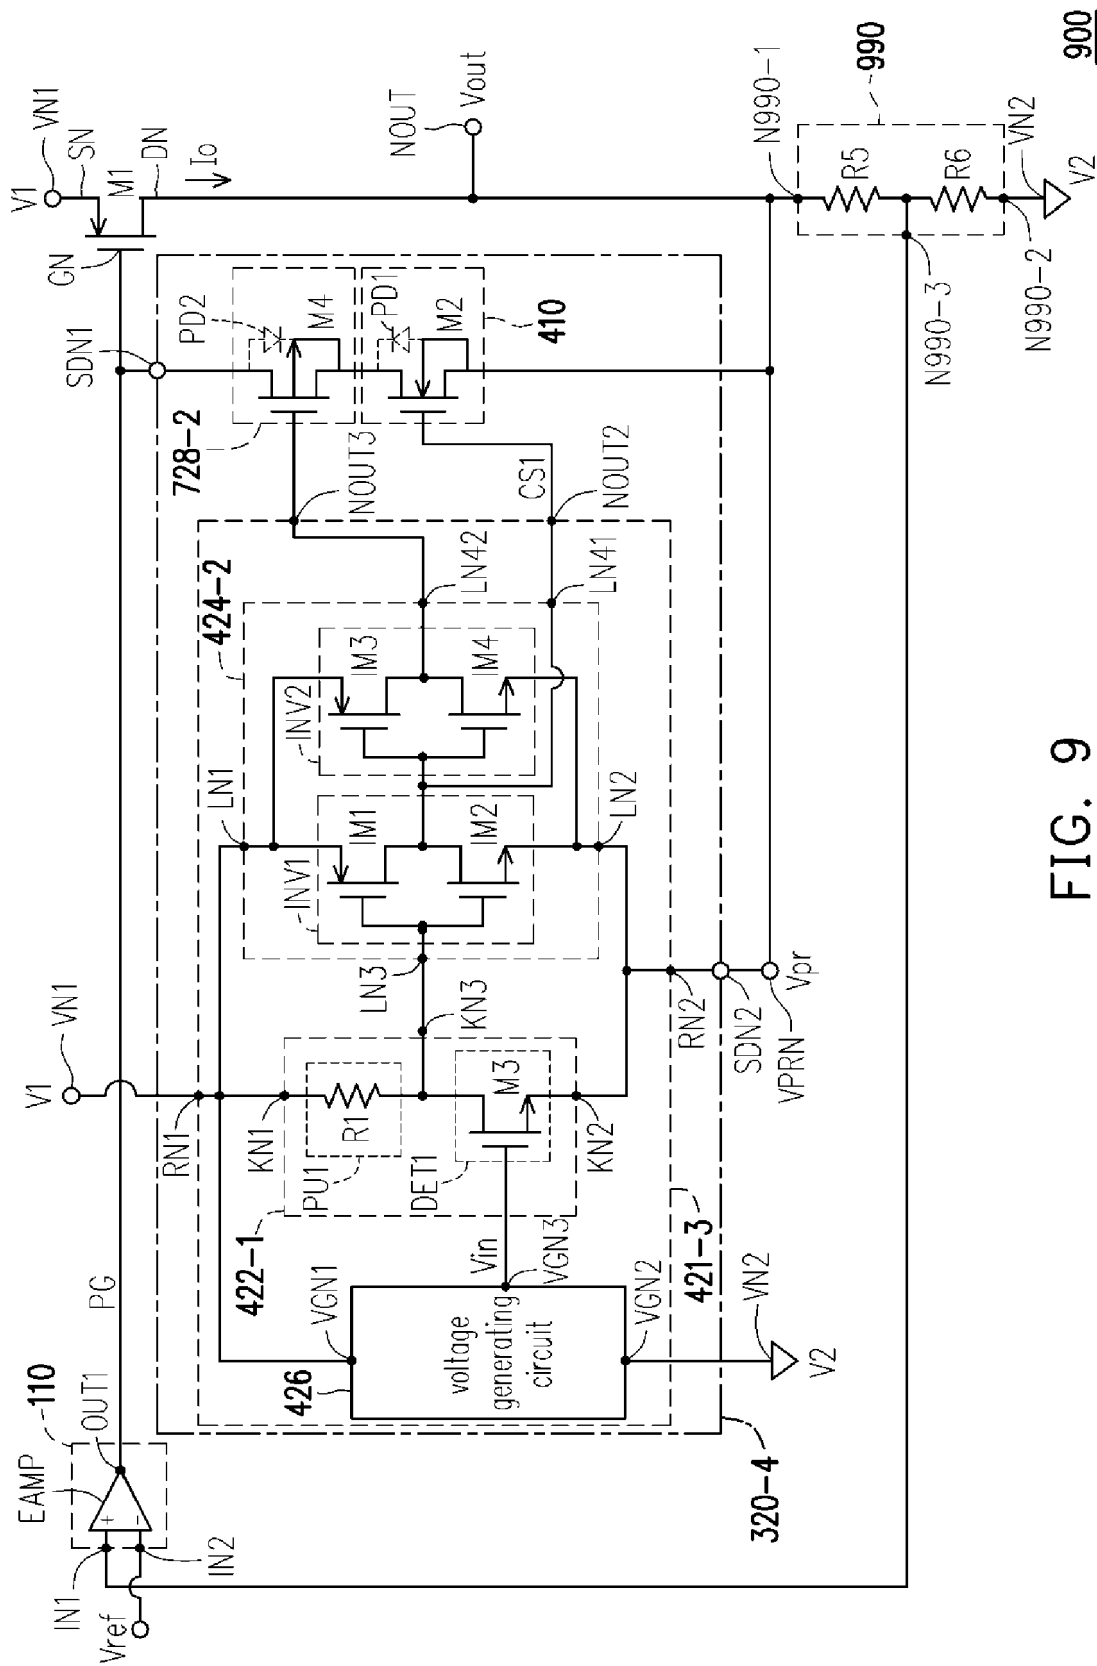 900
V1
VN1
SN
M1
DN
GN
Io
NOUT
Vout
N990-1
990
R5
R6
VN2
V2
N990-2
N990-3
SDN1
PD2
M4
PD1
M2
410
728-2
NOUT3
CS1
NOUT2
424-2
LN42
LN41
INV2
IM3
IM4
LN1
INV1
IM1
IM2
LN2
LN3
KN3
V1
VN1
RN1
KN1
R1
PU1
M3
DET1
KN2
RN2
SDN2
VPRN
Vpr
422-1
421-3
PG
VGN1
Vin
VGN3
VGN2
voltage
generating
circuit
426
VN2
V2
320-4
110
OUT1
EAMP
+
-
IN1
IN2
Vref
FIG. 9